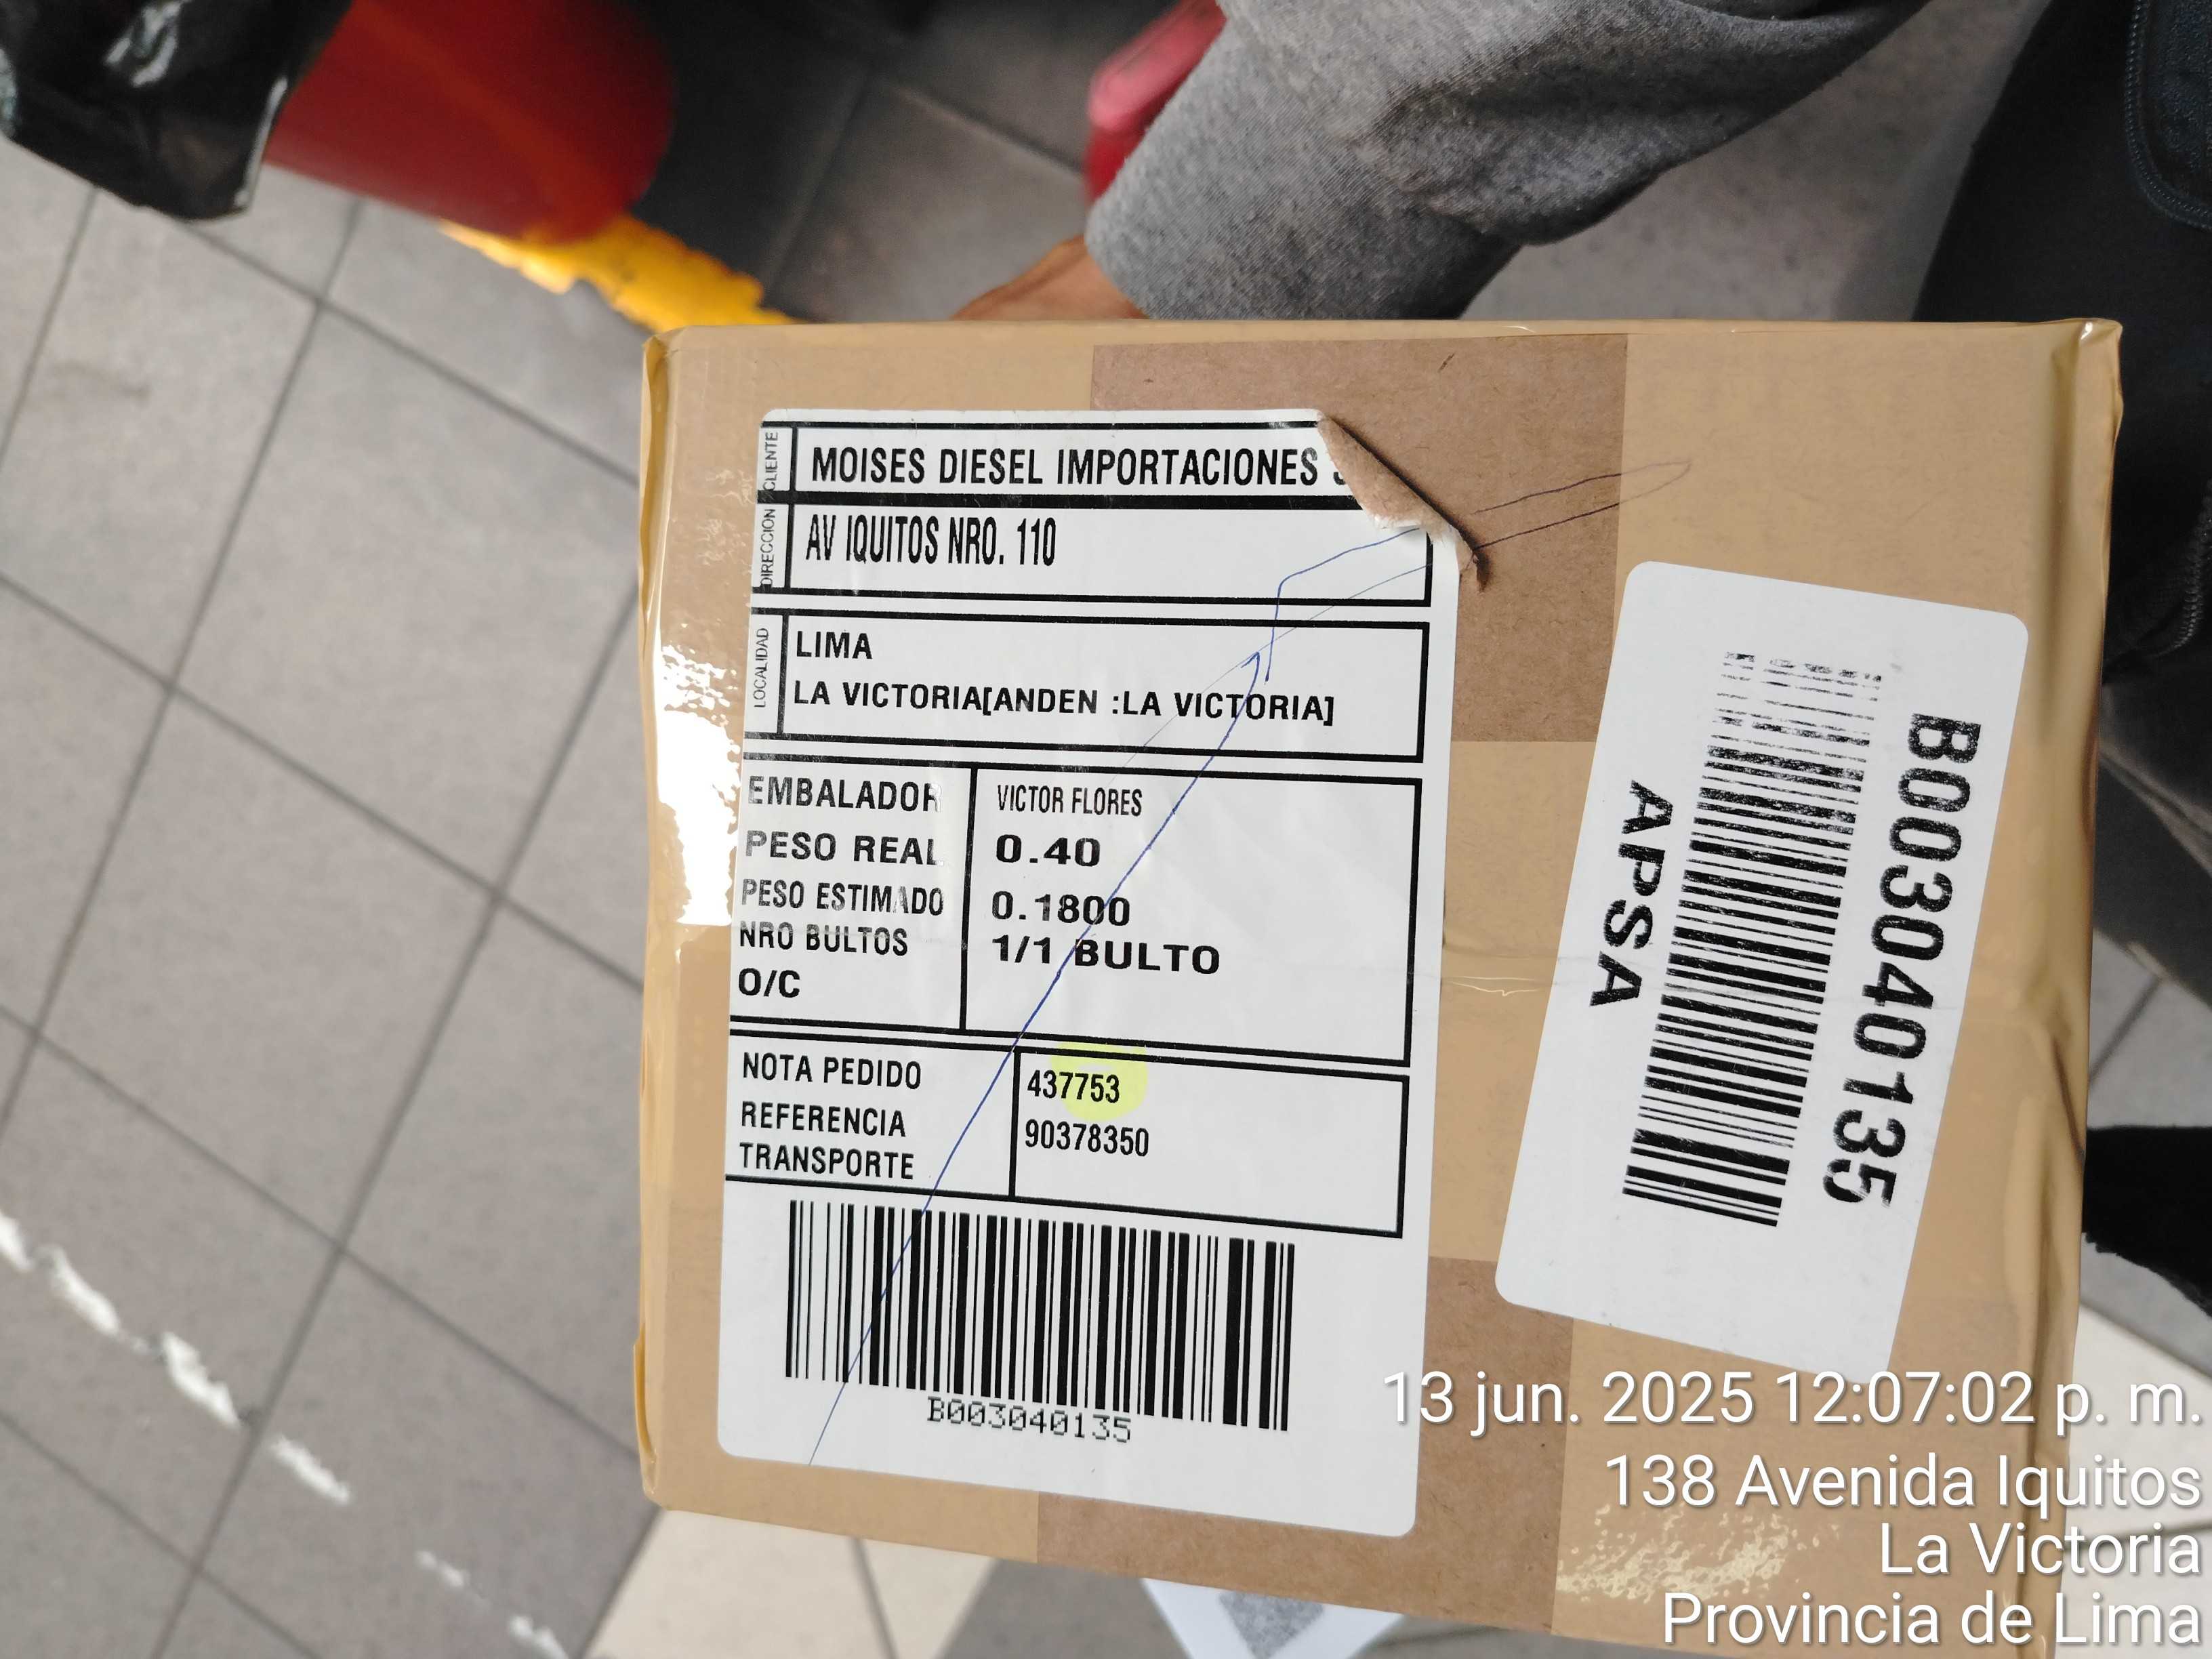 CLIENTE
MOISES DIESEL IMPORTACIONES
DIRECCION
AV IQUITOS NRO. 110
LOCALIDAD
LIMA
LA VICTORIA[ANDEN :LA VICTORIA]
EMBALADOR VICTOR FLORES
PESO REAL 0.40
PESO ESTIMADO 0.1800
NRO BULTOS 1/1 BULTO
O/C
NOTA PEDIDO 437753
REFERENCIA 90378350
TRANSPORTE
B003040135
B003040135
APSA
13 jun. 2025 12:07:02 p. m.
138 Avenida Iquitos
La Victoria
Provincia de Lima